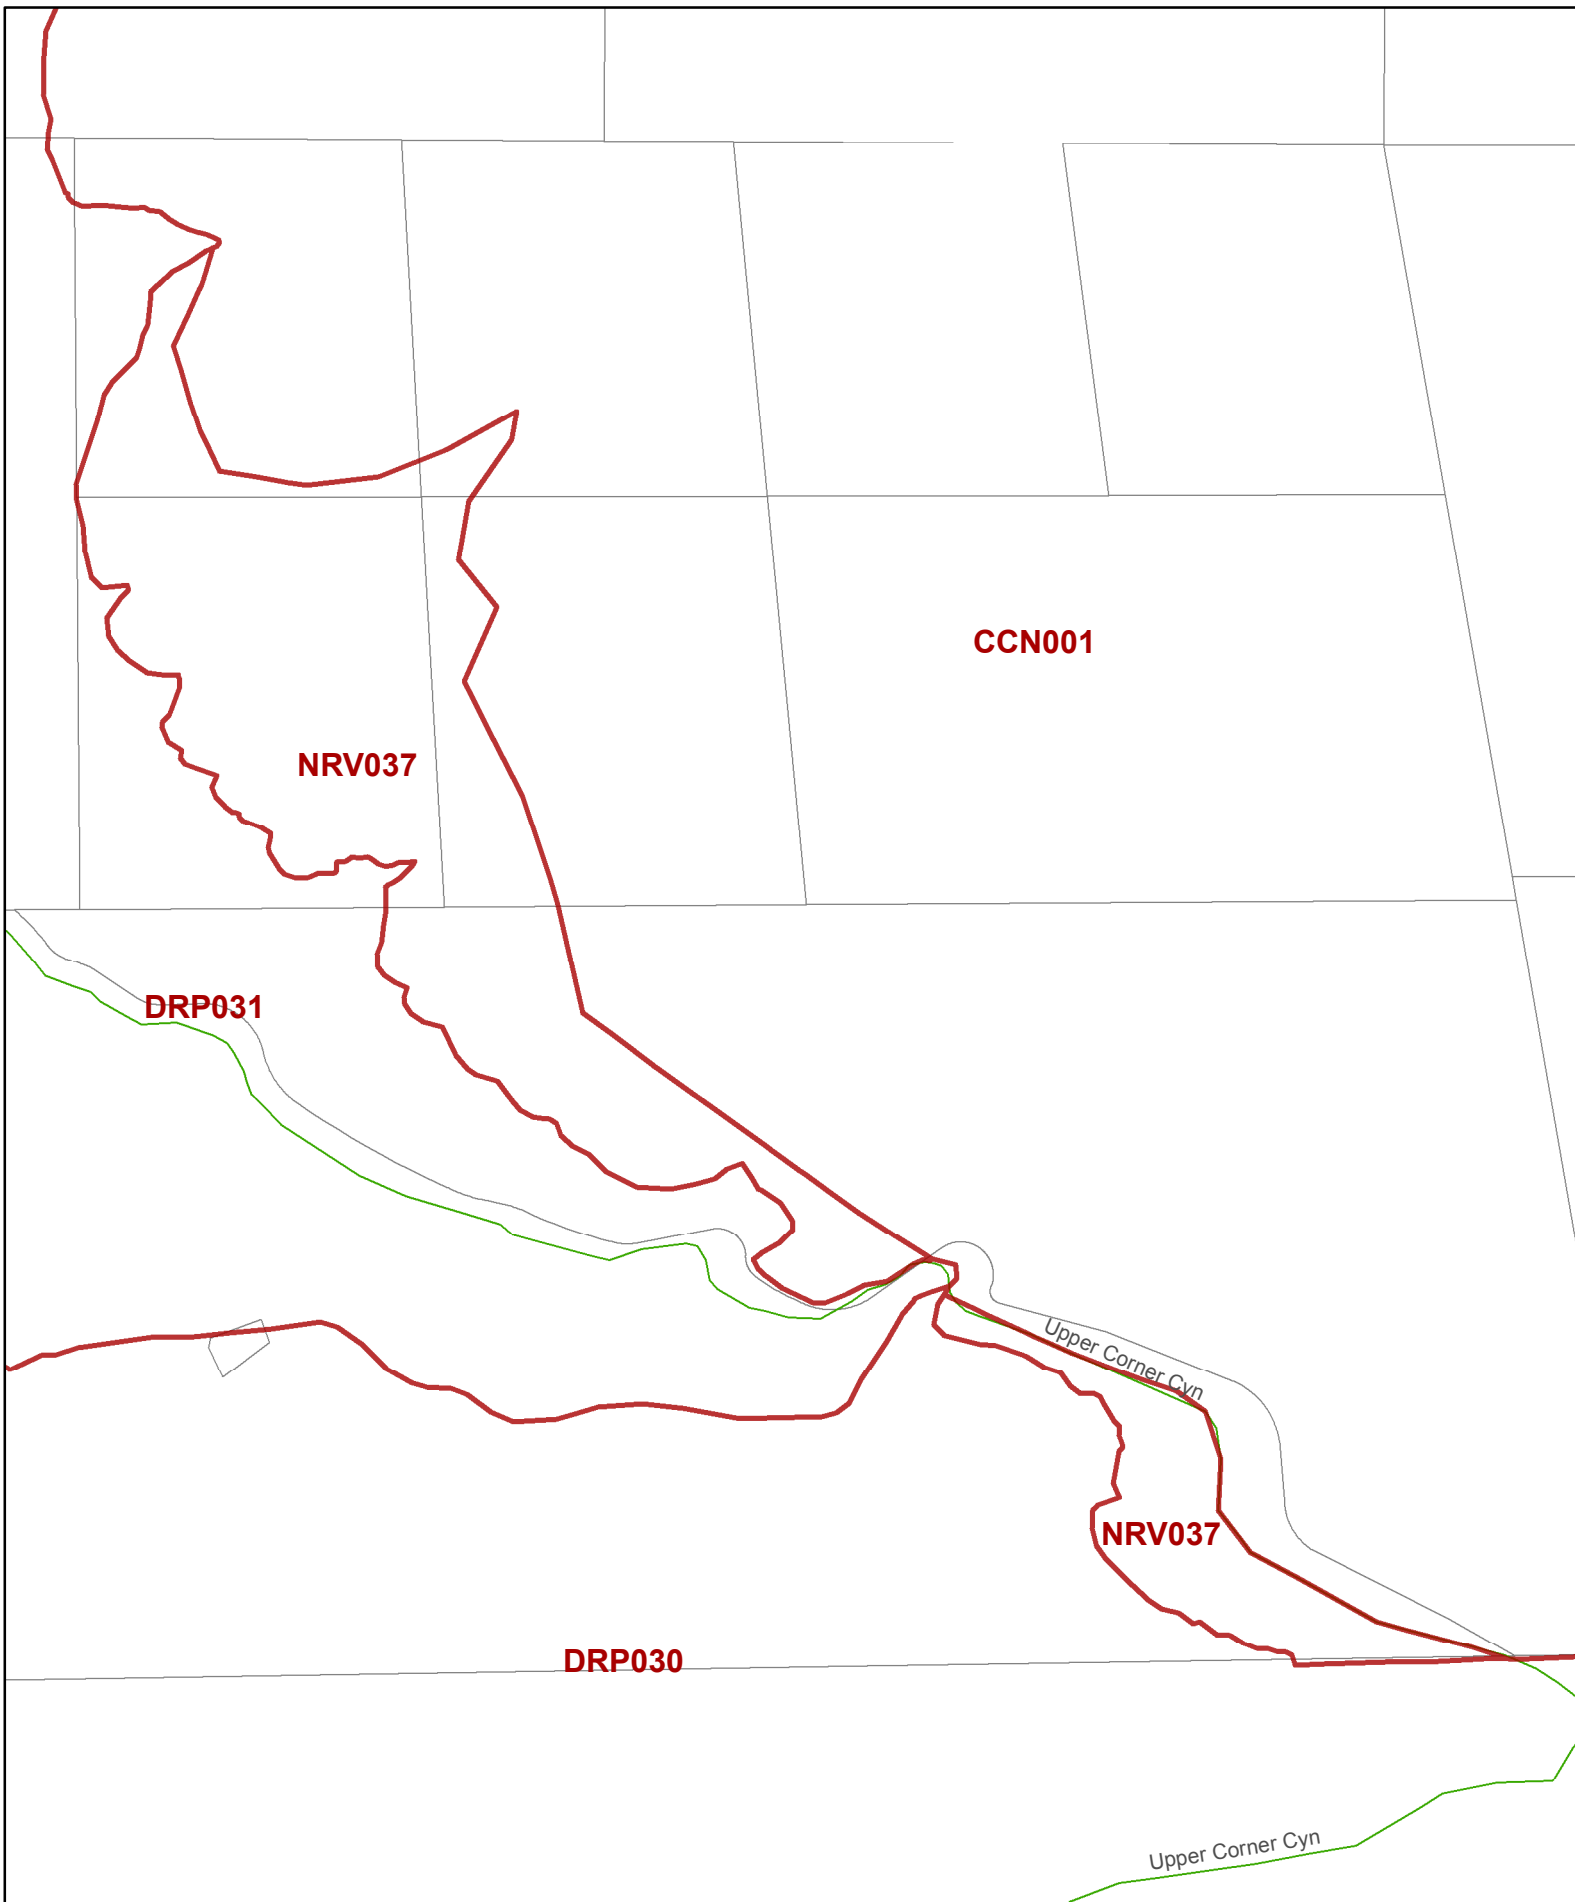 CCN001
NRV037
DRP031
Upper Corner Cyn
NRV037
DRP030
Upper Corner Cyn